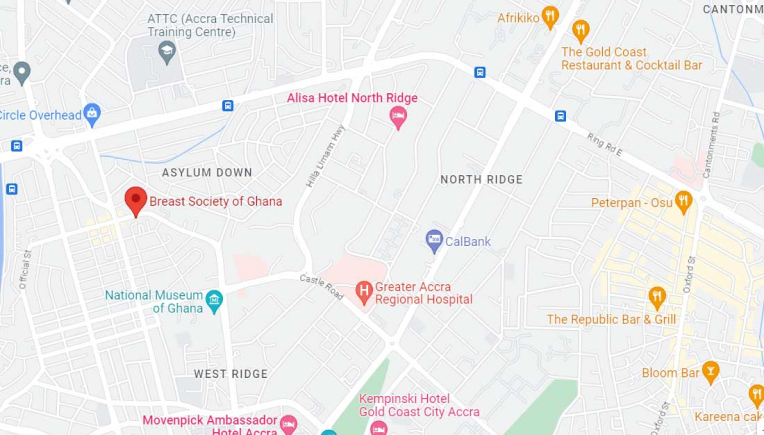 CANTONM
ATTC (Accra Technical
Training Centre)
Afrikiko
The Gold Coast
Restaurant & Cocktail Bar
ce,
ra
Alisa Hotel North Ridge
Circle Overhead
Ring Rd E
Cantonments Rd
Hilla Limann Hwy
ASYLUM DOWN
NORTH RIDGE
Breast Society of Ghana
Peterpan - Osu
CalBank
Official St
Oxford St
Castle Road
Greater Accra
Regional Hospital
National Museum
of Ghana
The Republic Bar & Grill
WEST RIDGE
Bloom Bar
Kempinski Hotel
Gold Coast City Accra
Movenpick Ambassador
Hotel Accra
Oxford St
Kareena cak